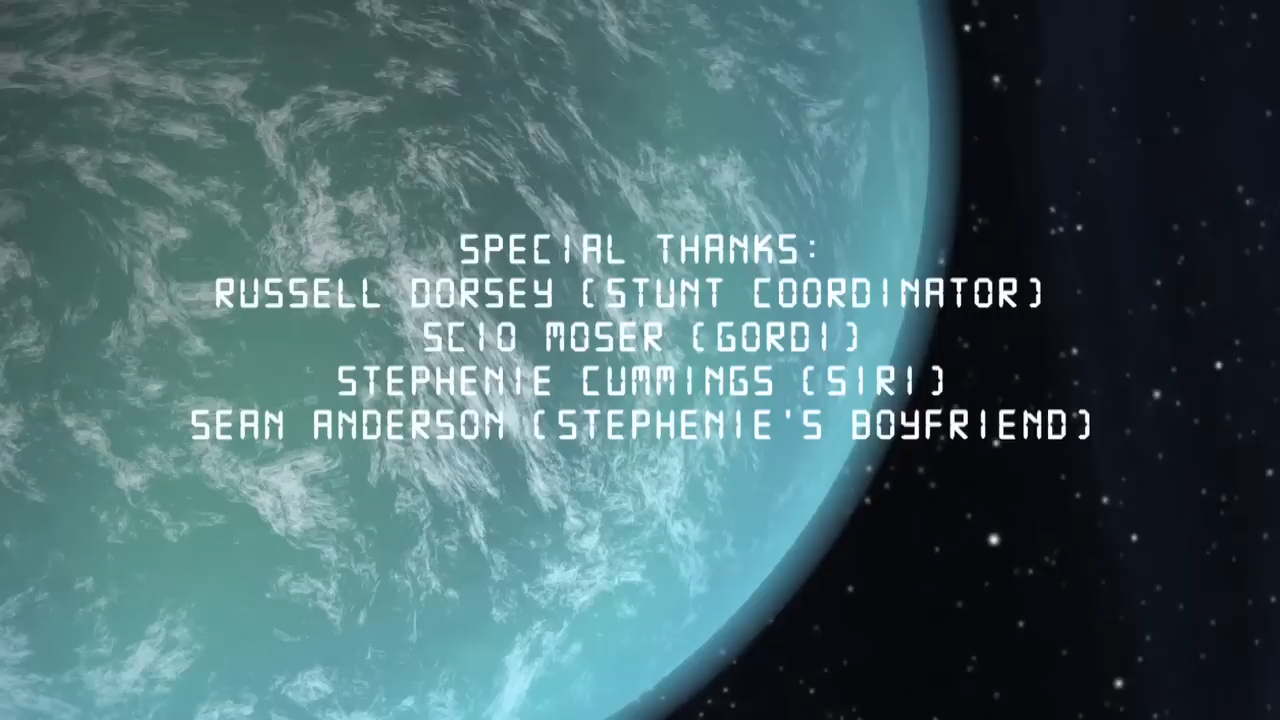 SPECIAL THANKS:
RUSSELL DORSEY (STUNT COORDINATOR)
SCIO MOSER (GORDI)
STEPHENIE CUMMINGS (SIRI)
SEAN ANDERSON (STEPHENIE'S BOYFRIEND)